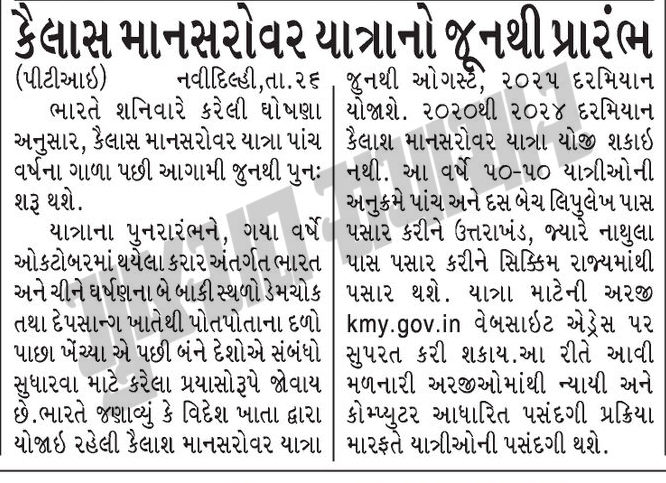 કૈલાસ માનસરોવર યાત્રાનો જૂનથી પ્રારંભ
(પીટીઆઇ) નવીદિલ્હી,તા.૨૬
ભારતે શનિવારે કરેલી ઘોષણા
અનુસાર, કૈલાસ માનસરોવર યાત્રા પાંચ
વર્ષના ગાળા પછી આગામી જુનથી પુનઃ
શરૂ થશે.
યાત્રાના પુનરારંભને, ગયા વર્ષે
ઓકટોબરમાં થયેલા કરાર અંતર્ગત ભારત
અને ચીને ઘર્ષણના બે બાકી સ્થળો ડેમચોક
તથા દેપસાન્ગ ખાતેથી પોતપોતાના દળો
પાછા ખેંચ્યા એ પછી બંને દેશોએ સંબંધો
સુધારવા માટે કરેલા પ્રયાસોરૂપે જોવાય
છે.ભારતે જણાવ્યું કે વિદેશ ખાતા દ્વારા
યોજાઇ રહેલી કૈલાશ માનસરોવર યાત્રા
જુનથી ઓગસ્ટ, ૨૦૨૫ દરમિયાન
યોજાશે. ૨૦૨૦થી ૨૦૨૪ દરમિયાન
કૈલાશ માનસરોવર યાત્રા યોજી શકાઇ
નથી. આ વર્ષે ૫૦-૫૦ યાત્રીઓની
અનુક્રમે પાંચ અને દસ બેચ લિપુલેખ પાસ
પસાર કરીને ઉત્તરાખંડ, જ્યારે નાથુલા
પાસ પસાર કરીને સિક્કિમ રાજ્યમાંથી
પસાર થશે. યાત્રા માટેની અરજી
kmy.gov.in વેબસાઇટ એડ્રેસ પર
સુપરત કરી શકાય.આ રીતે આવી
મળનારી અરજીઓમાંથી ન્યાયી અને
કોમ્પ્યુટર આધારિત પસંદગી પ્રક્રિયા
મારફતે યાત્રીઓની પસંદગી થશે.
ગુજરાત સમાચાર